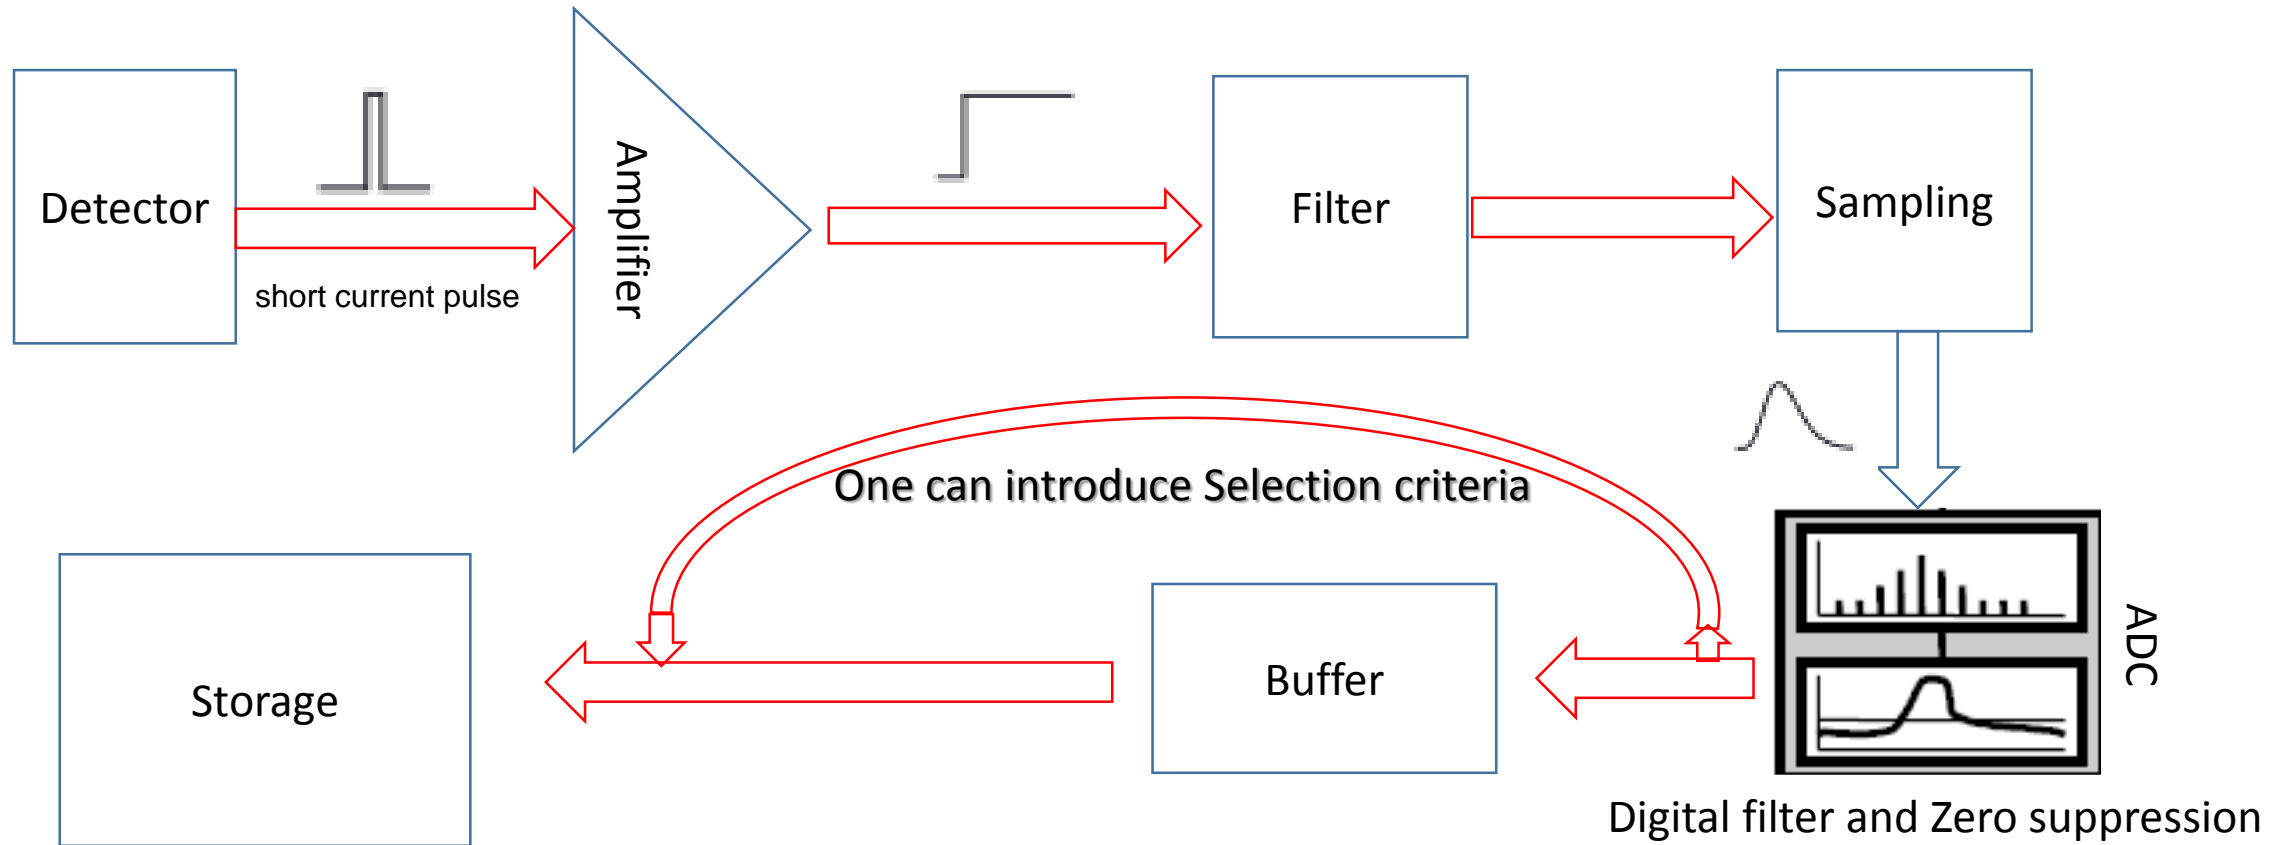 Detector
short current pulse
Amplifier
Filter
Sampling
One can introduce Selection criteria
Storage
Buffer
ADC
Digital filter and Zero suppression